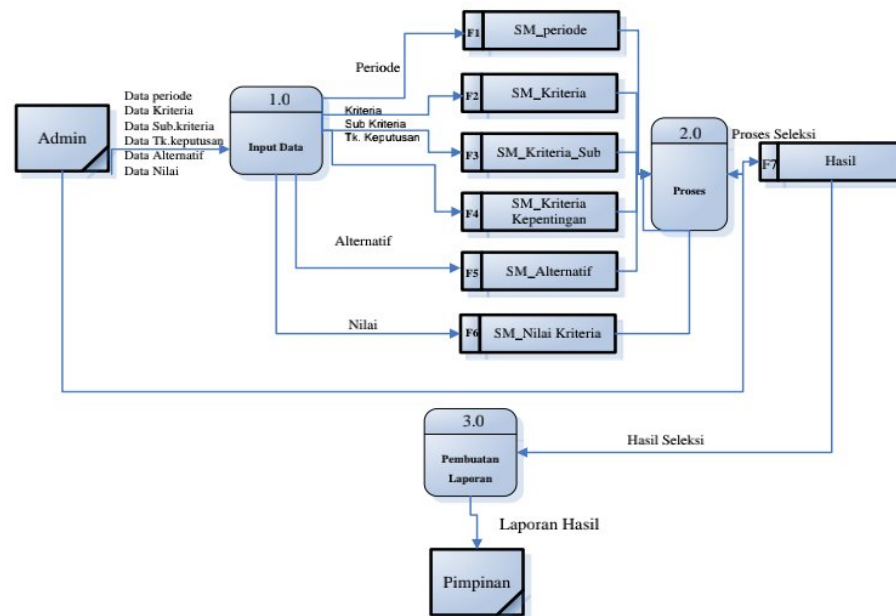 F1
SM_periode
Periode
Data periode
Data Kriteria
Data Sub.kriteria
Data Tk.keputusan
Data Alternatif
Data Nilai
Admin
1.0
Input Data
Kriteria
Sub Kriteria
Tk. Keputusan
F2
SM_Kriteria
F3
SM_Kriteria_Sub
F4
SM_Kriteria
Kepentingan
2.0
Proses
Proses Seleksi
F7
Hasil
Alternatif
F5
SM_Alternatif
Nilai
F6
SM_Nilai Kriteria
3.0
Pembuatan
Laporan
Hasil Seleksi
Laporan Hasil
Pimpinan